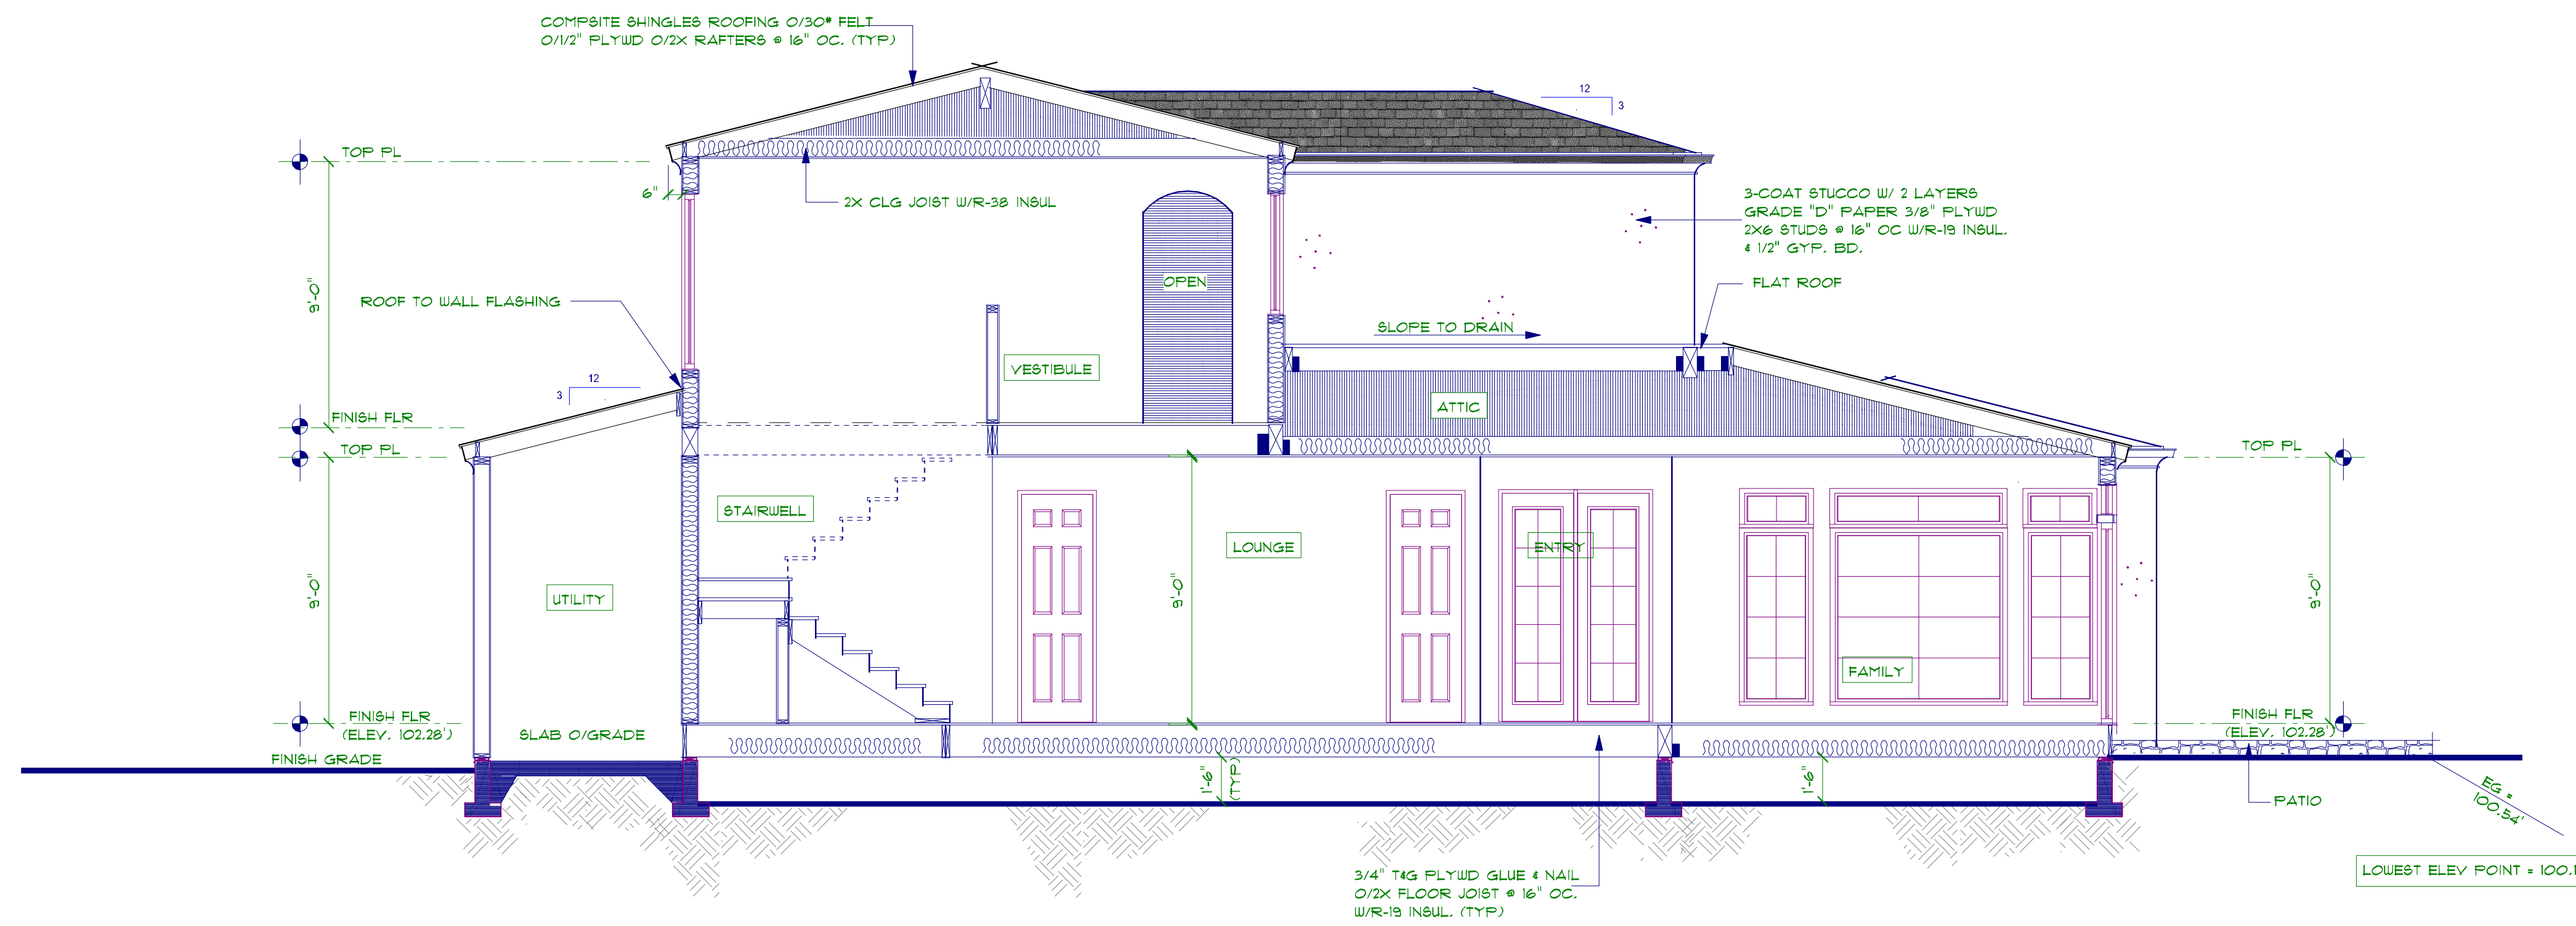 COMPSITE SHINGLES ROOFING O/30# FELT
O/1/2" PLYWD O/2X RAFTERS @ 16" OC. (TYP)
12
3
TOP PL
6"
2X CLG JOIST W/R-38 INSUL
3-COAT STUCCO W/ 2 LAYERS
GRADE "D" PAPER 3/8" PLYWD
2X6 STUDS @ 16" OC W/R-19 INSUL.
& 1/2" GYP. BD.
9'-0"
OPEN
FLAT ROOF
ROOF TO WALL FLASHING
SLOPE TO DRAIN
VESTIBULE
12
3
ATTIC
FINISH FLR
TOP PL
TOP PL
STAIRWELL
LOUNGE
ENTRY
9'-0"
UTILITY
9'-0"
9'-0"
FAMILY
FINISH FLR
(ELEV. 102.28')
SLAB O/GRADE
FINISH FLR
(ELEV. 102.28')
FINISH GRADE
1'-6"
(TYP)
1'-6"
EG =
100.54'
PATIO
3/4" T&G PLYWD GLUE & NAIL
O/2X FLOOR JOIST @ 16" OC.
W/R-19 INSUL. (TYP)
LOWEST ELEV POINT = 100.